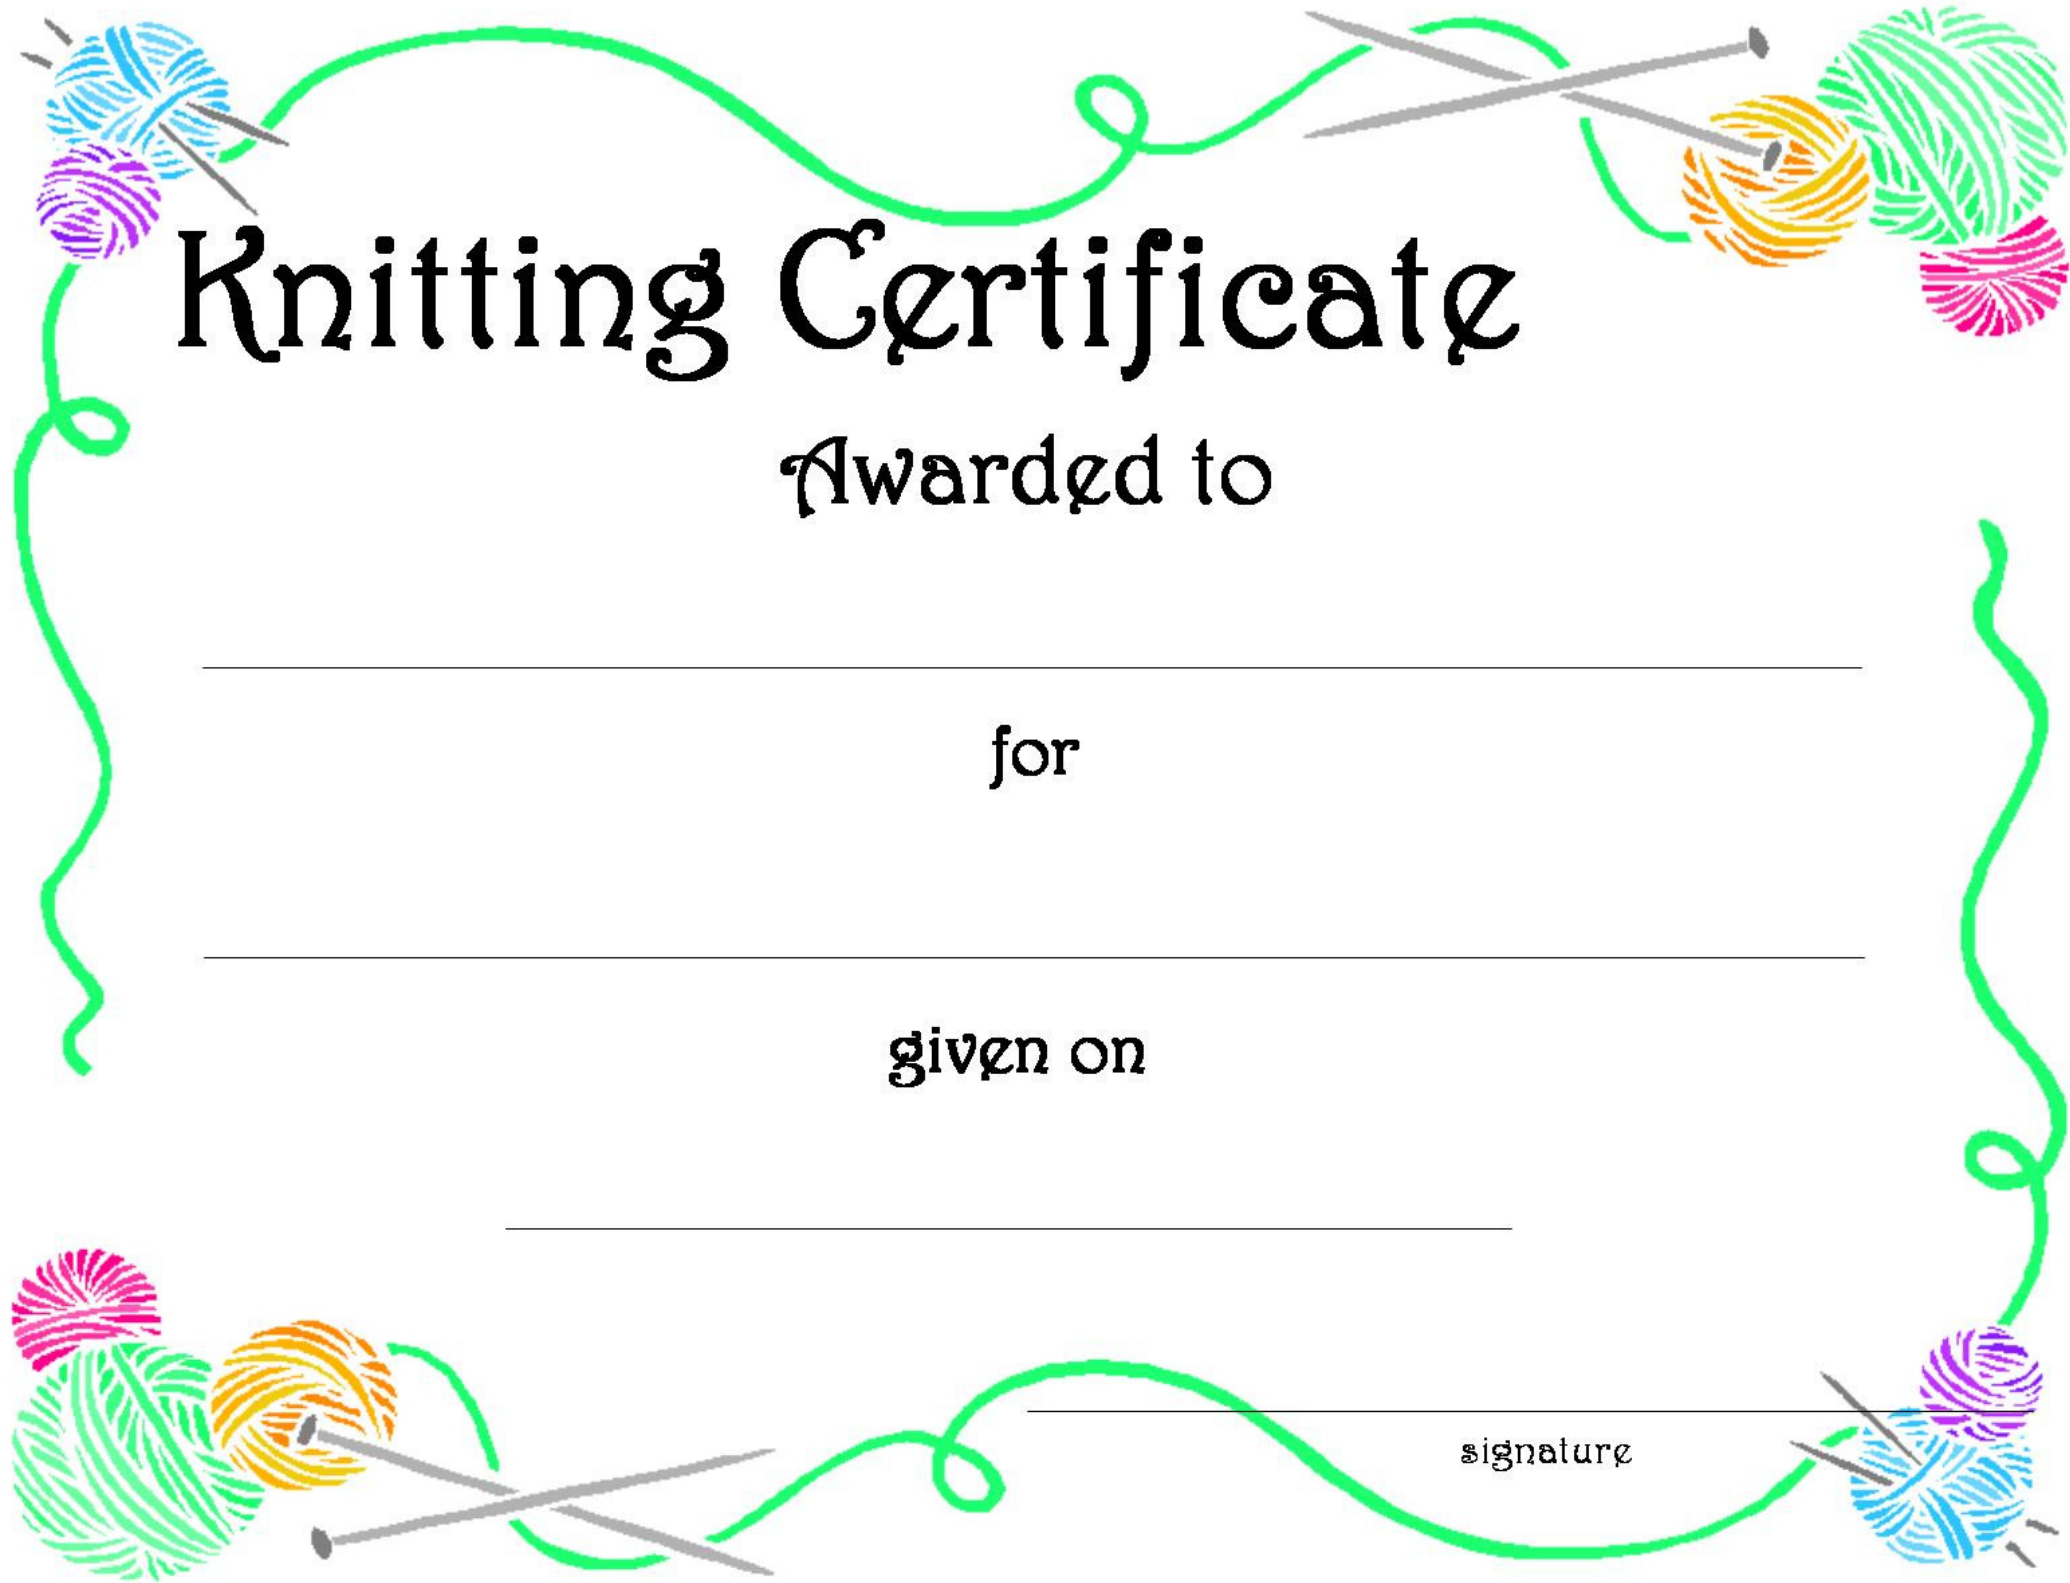 Knitting Certificate
Awarded to
for
given on
signature